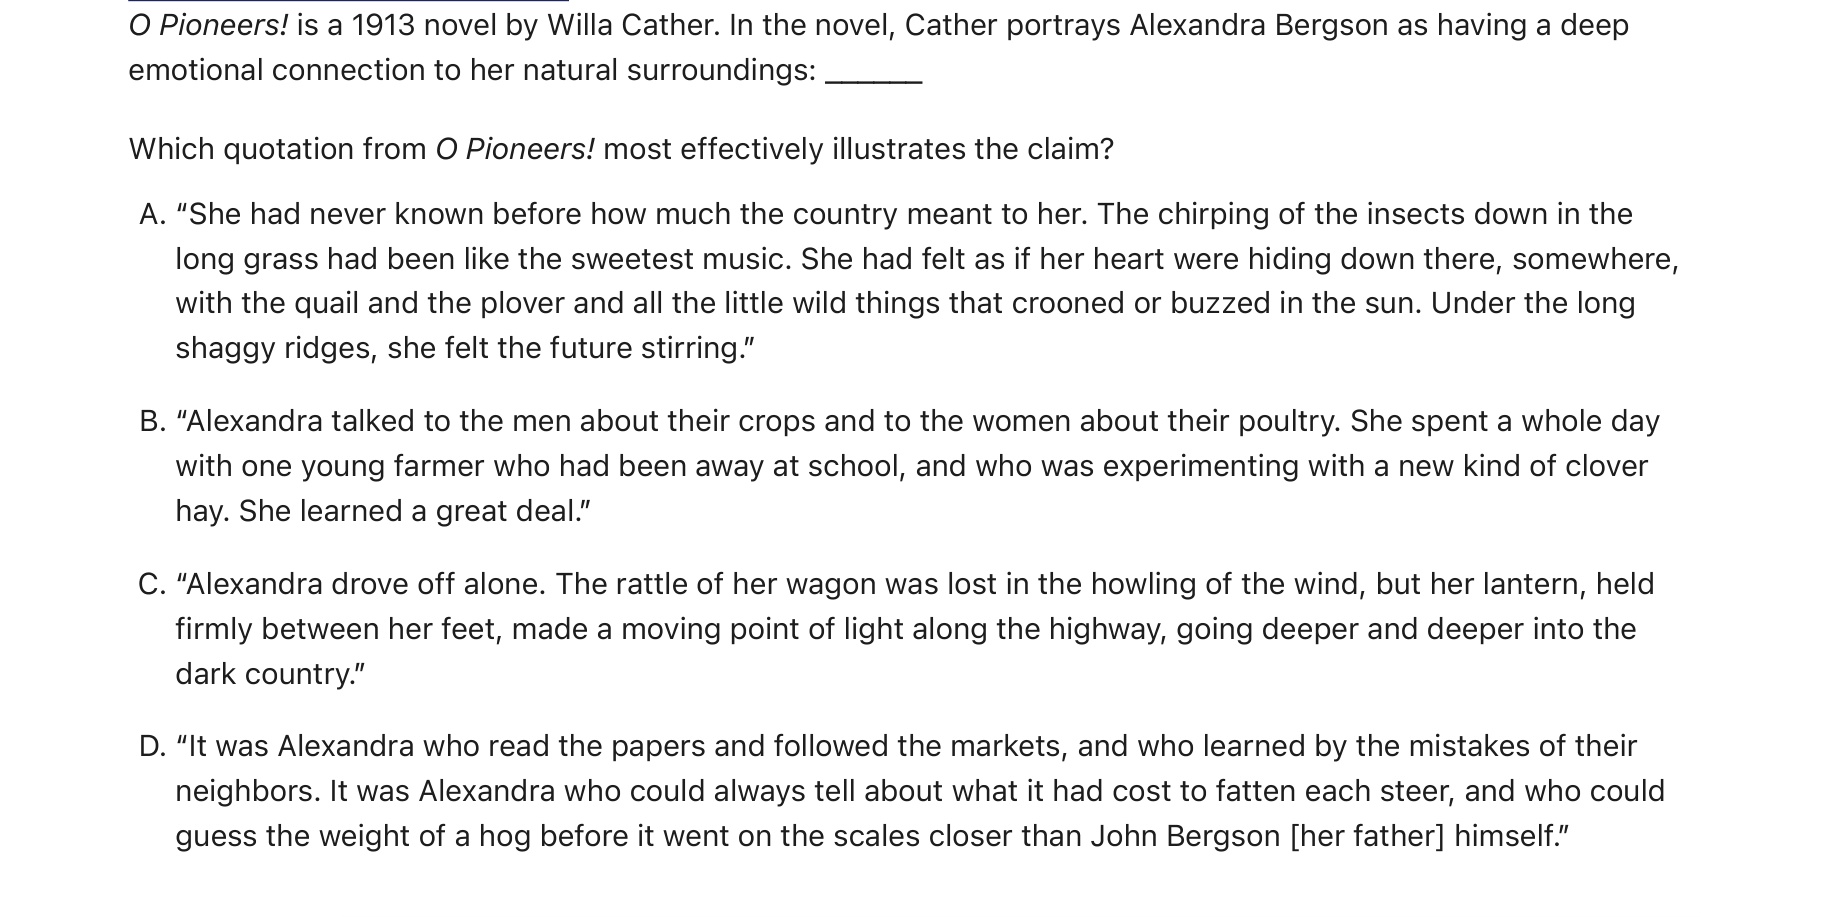 O Pioneers! is a 1913 novel by Willa Cather. In the novel, Cather portrays Alexandra Bergson as having a deep
emotional connection to her natural surroundings: ______
Which quotation from O Pioneers! most effectively illustrates the claim?
A. “She had never known before how much the country meant to her. The chirping of the insects down in the
long grass had been like the sweetest music. She had felt as if her heart were hiding down there, somewhere,
with the quail and the plover and all the little wild things that crooned or buzzed in the sun. Under the long
shaggy ridges, she felt the future stirring.”
B. “Alexandra talked to the men about their crops and to the women about their poultry. She spent a whole day
with one young farmer who had been away at school, and who was experimenting with a new kind of clover
hay. She learned a great deal.”
C. “Alexandra drove off alone. The rattle of her wagon was lost in the howling of the wind, but her lantern, held
firmly between her feet, made a moving point of light along the highway, going deeper and deeper into the
dark country.”
D. “It was Alexandra who read the papers and followed the markets, and who learned by the mistakes of their
neighbors. It was Alexandra who could always tell about what it had cost to fatten each steer, and who could
guess the weight of a hog before it went on the scales closer than John Bergson [her father] himself.”